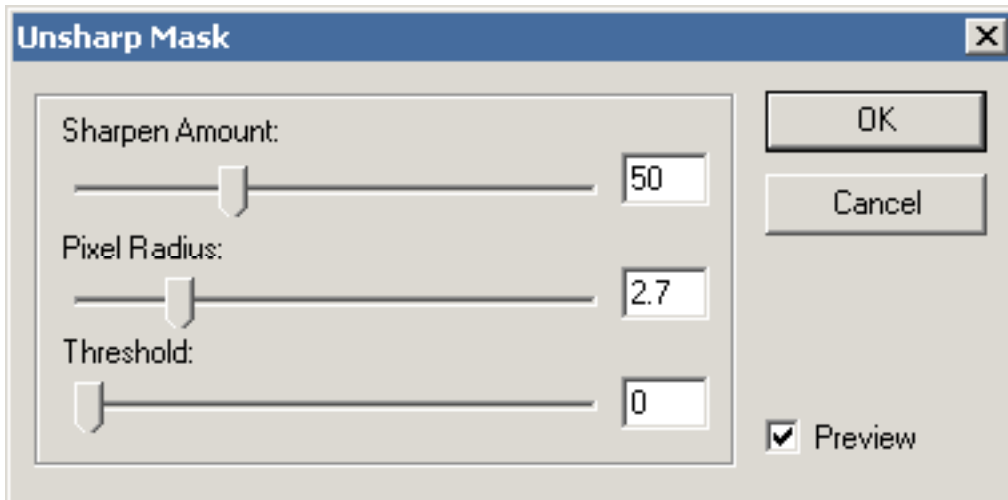 Unsharp Mask
Sharpen Amount:
50
OK
Cancel
Pixel Radius:
2.7
Threshold:
0
Preview